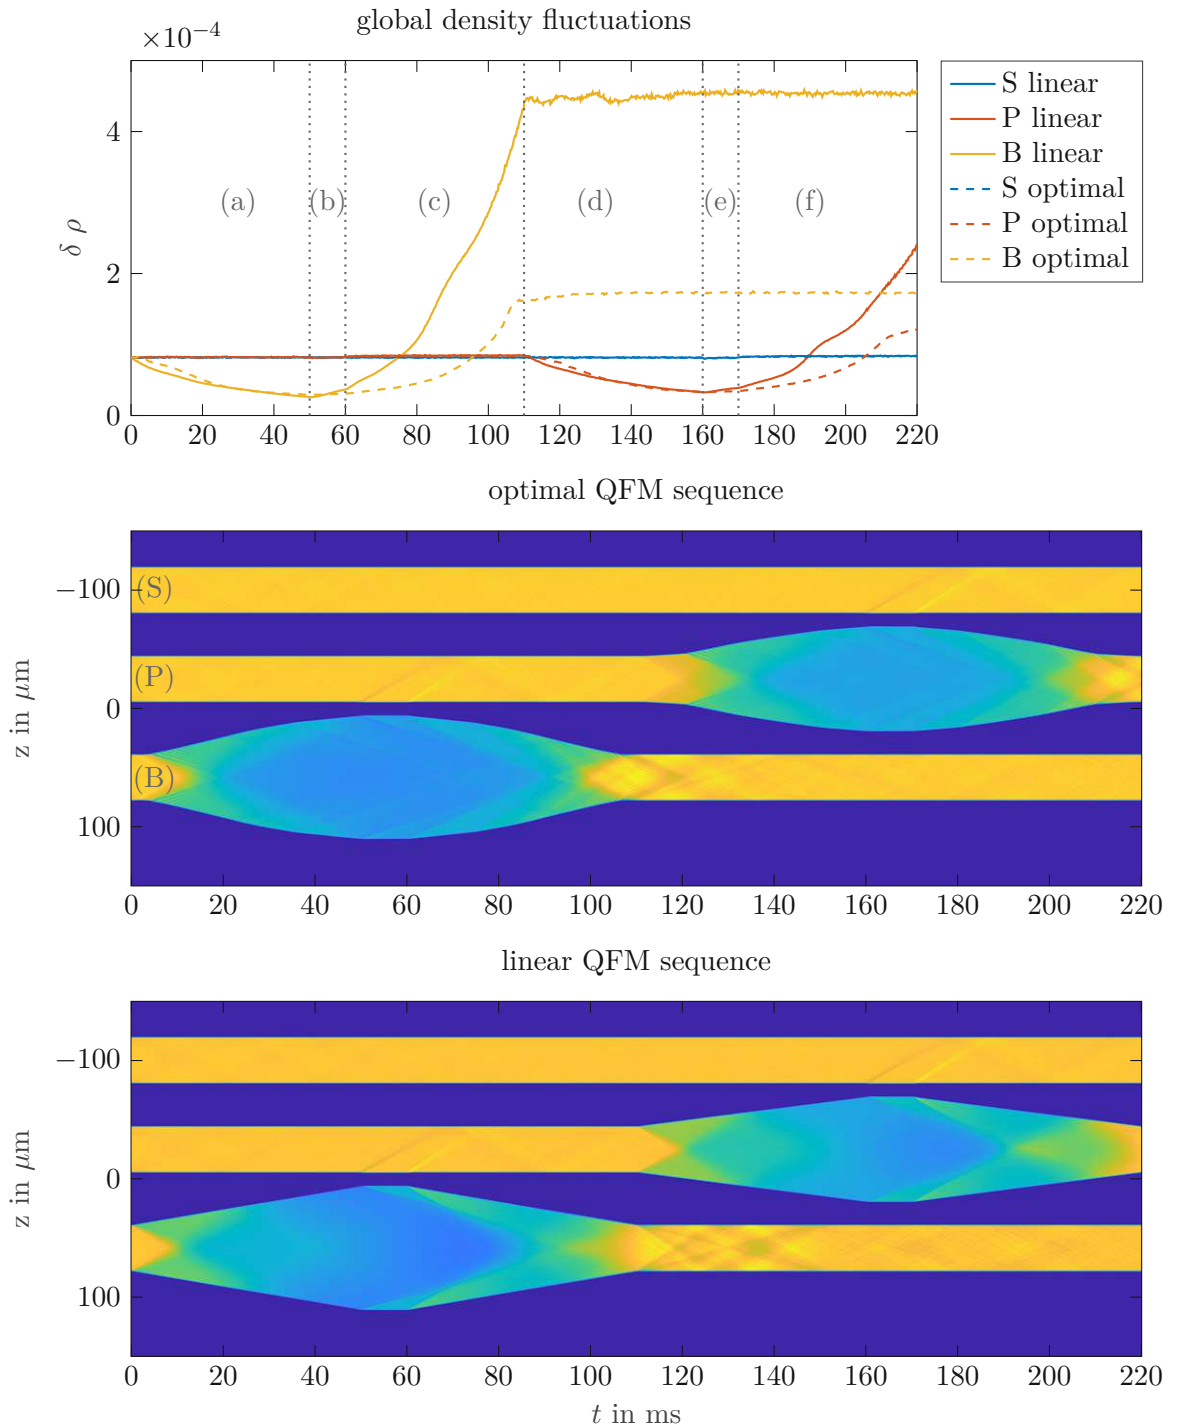 global density fluctuations
×10⁻⁴
δ ρ
4
2
0
(a) (b) (c) (d) (e) (f)
0 20 40 60 80 100 120 140 160 180 200 220
S linear
P linear
B linear
S optimal
P optimal
B optimal
optimal QFM sequence
z in μm
−100
0
100
(S)
(P)
(B)
0 20 40 60 80 100 120 140 160 180 200 220
linear QFM sequence
z in μm
−100
0
100
0 20 40 60 80 100 120 140 160 180 200 220
t in ms